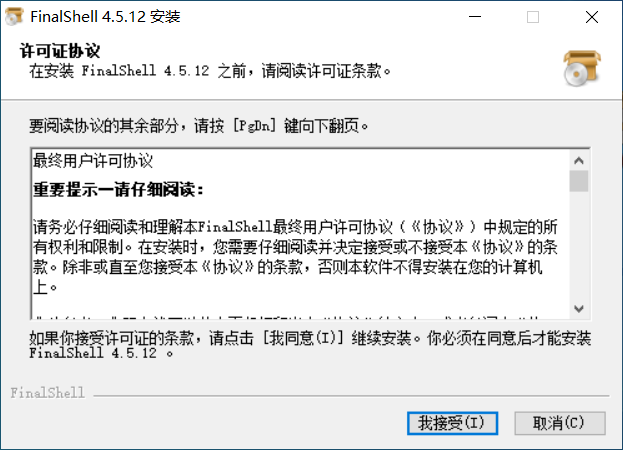 FinalShell 4.5.12 安装
许可证协议
在安装 FinalShell 4.5.12 之前，请阅读许可证条款。
要阅读协议的其余部分，请按 [PgDn] 键向下翻页。
最终用户许可协议
重要提示一请仔细阅读：
请务必仔细阅读和理解本FinalShell最终用户许可协议（《协议》）中规定的所
有权利和限制。在安装时，您需要仔细阅读并决定接受或不接受本《协议》的条
款。除非或直至您接受本《协议》的条款，否则本软件不得安装在您的计算机
上。
如果你接受许可证的条款，请点击 [我同意(I)] 继续安装。你必须在同意后才能安装
FinalShell 4.5.12 。
FinalShell
我接受(I)
取消(C)